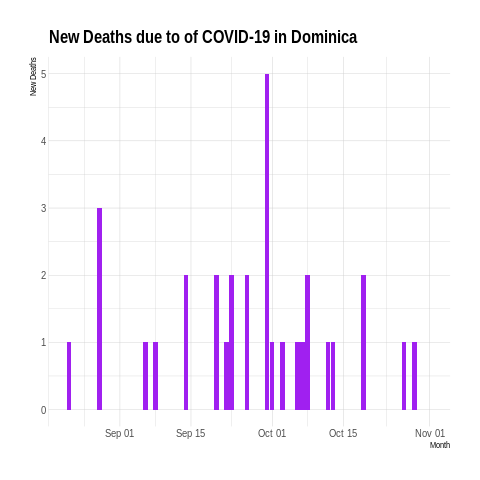 New Deaths due to of COVID-19 in Dominica
New Deaths
5
4
3
2
1
0
Sep 01 Sep 15 Oct 01 Oct 15 Nov 01
Month